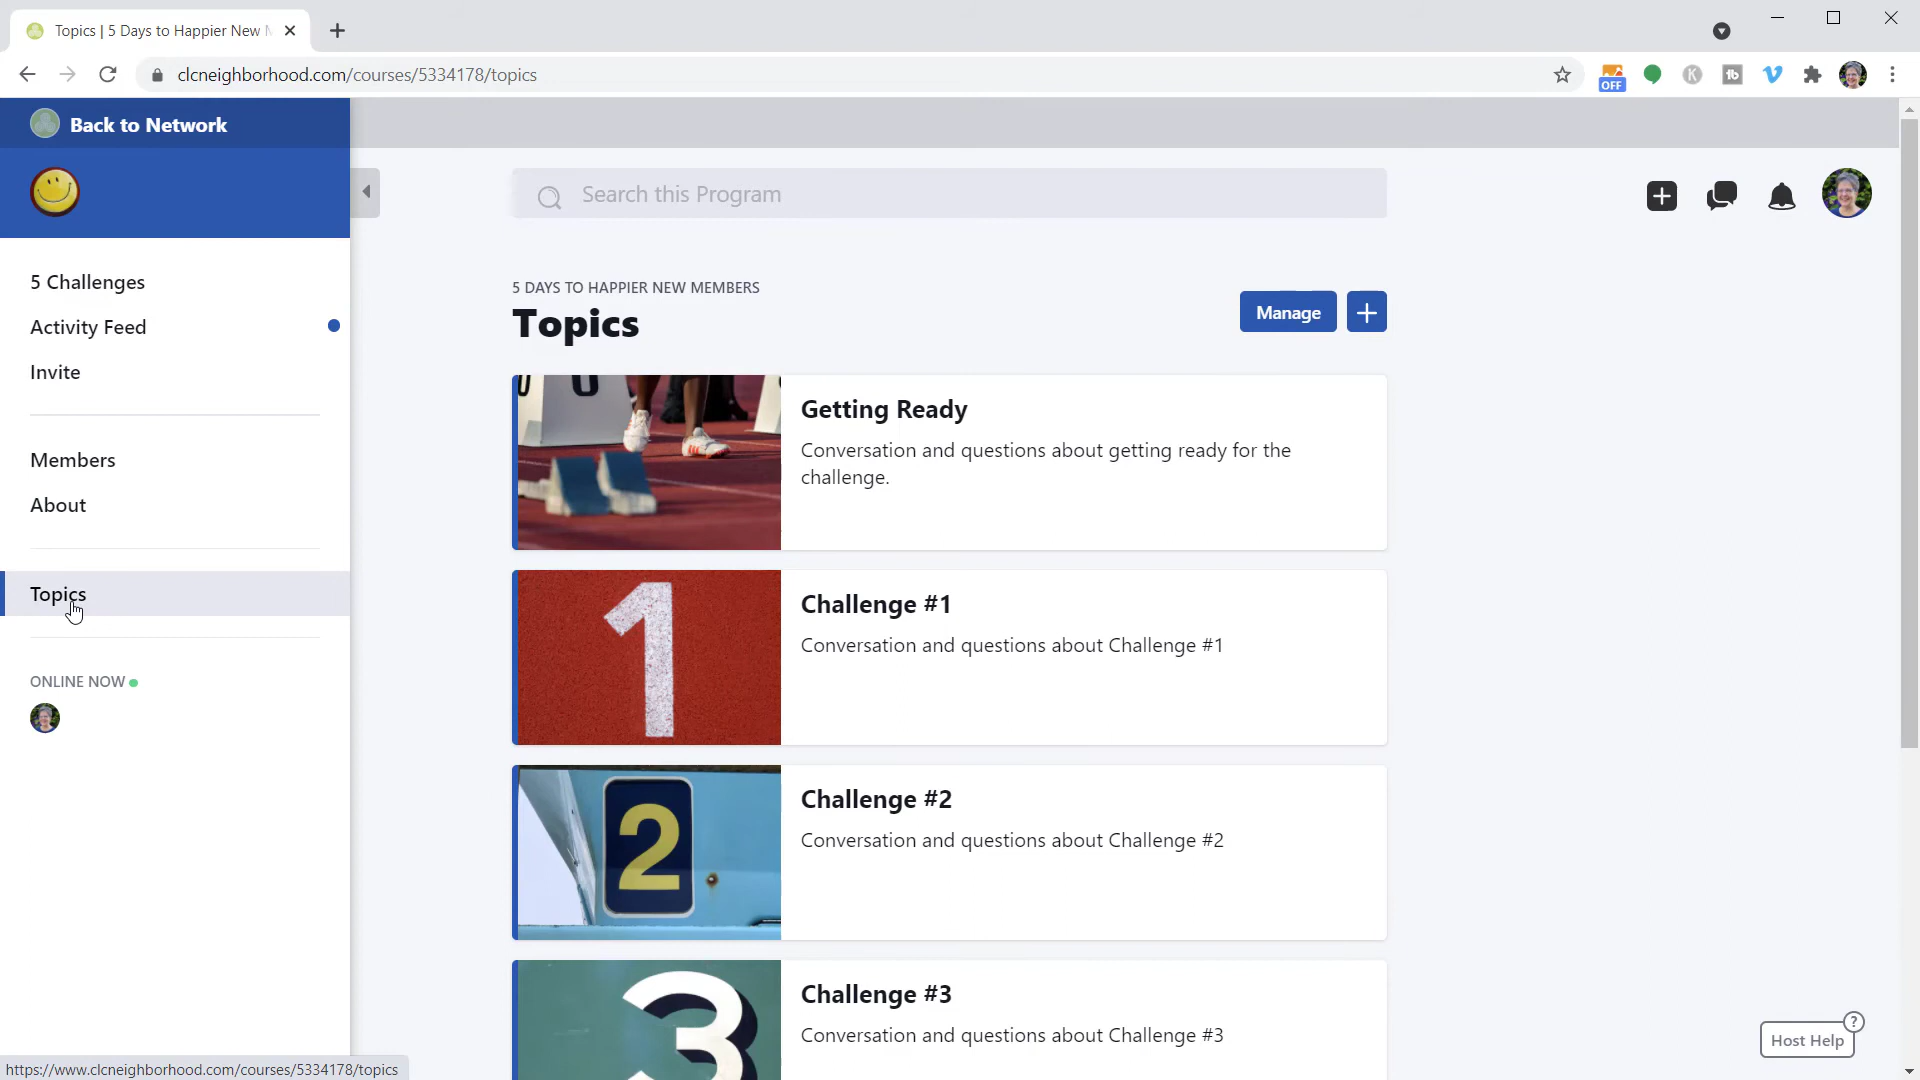 Topics | 5 Days to Happier New M
clcneighborhood.com/courses/5334178/topics
OFF
K
tb
Back to Network
Search this Program
5 Challenges
Activity Feed
Invite
Members
About
Topics
ONLINE NOW
5 DAYS TO HAPPIER NEW MEMBERS
Topics
Manage
Getting Ready
Conversation and questions about getting ready for the
challenge.
1
Challenge #1
Conversation and questions about Challenge #1
2
Challenge #2
Conversation and questions about Challenge #2
3
Challenge #3
Conversation and questions about Challenge #3
?
Host Help
https://www.clcneighborhood.com/courses/5334178/topics